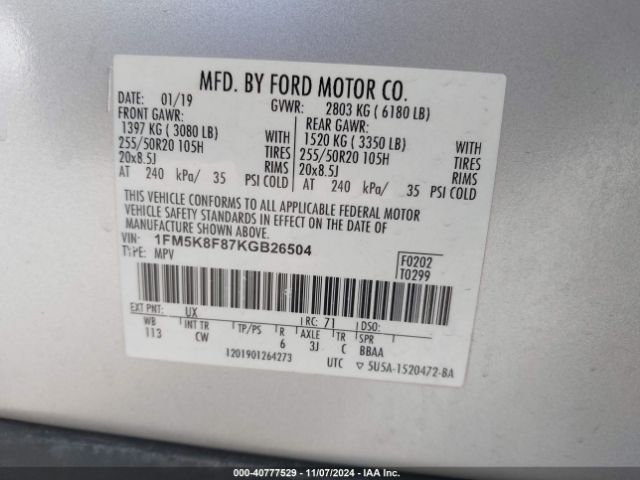 MFD. BY FORD MOTOR CO.
DATE: 01/19 GVWR: 2803 KG ( 6180 LB)
FRONT GAWR: REAR GAWR:
1397 KG ( 3080 LB) WITH 1520 KG ( 3350 LB) WITH
255/50R20 105H TIRES 255/50R20 105H TIRES
20x8.5J RIMS 20x8.5J RIMS
AT 240 kPa/ 35 PSI COLD AT 240 kPa/ 35 PSI COLD
THIS VEHICLE CONFORMS TO ALL APPLICABLE FEDERAL MOTOR
VEHICLE SAFETY STANDARDS IN EFFECT ON THE DATE OF
MANUFACTURE SHOWN ABOVE.
VIN: 1FM5K8F87KGB26504 F0202
TYPE: MPV T0299
EXT PNT: UX RC: 71 DSO:
WB INT TR TP/PS R AXLE TR SPR
113 CW 6 3J C BBAA
1201901264273 UTC ▽ 5U5A-1520472-BA
000-40777529 - 11/07/2024 - IAA Inc.